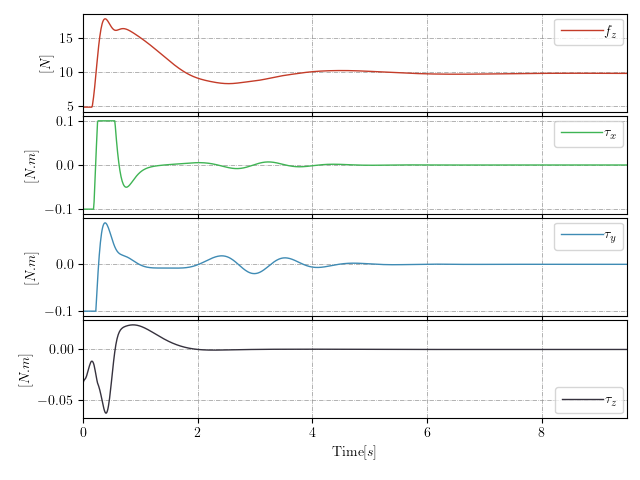 15
10
5
[N]
f_z
0.1
0.0
−0.1
[N.m]
τ_x
0.0
−0.1
[N.m]
τ_y
0.00
−0.05
[N.m]
τ_z
0 2 4 6 8
Time[s]